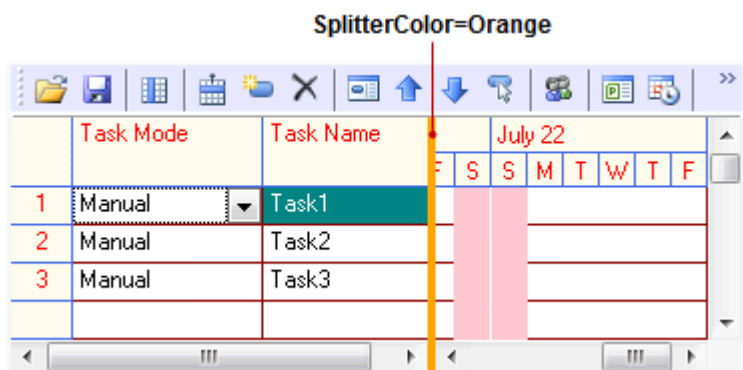 SplitterColor=Orange
Task Mode Task Name July 22
F S S M T W T F
1 Manual Task1
2 Manual Task2
3 Manual Task3